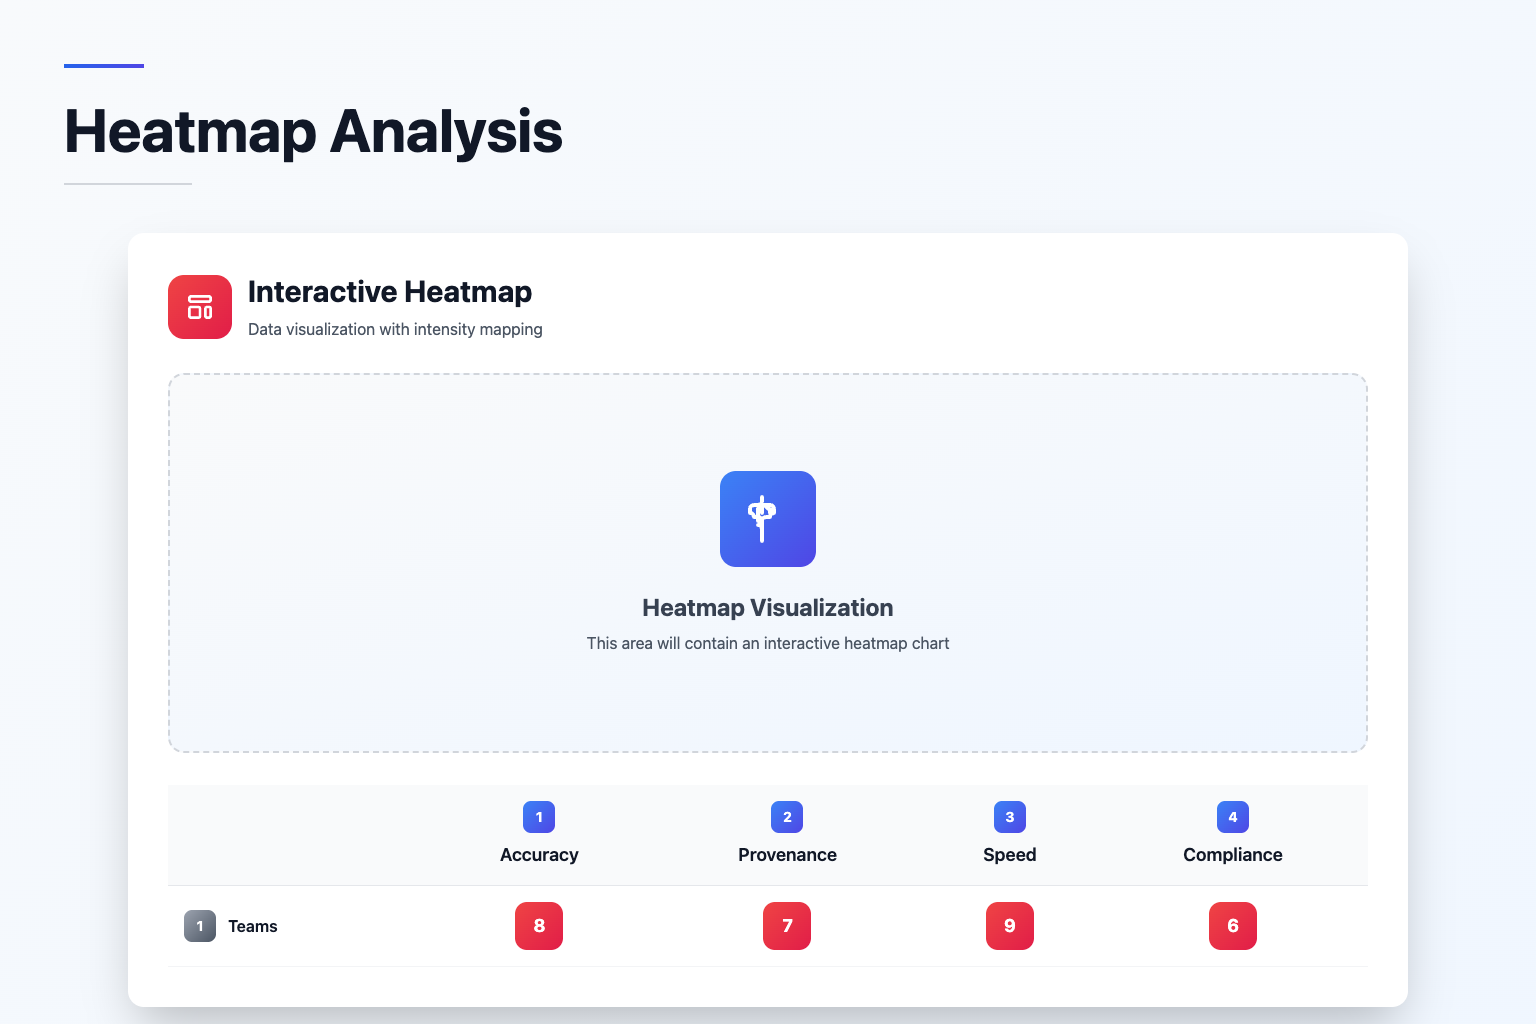 Heatmap Analysis
Interactive Heatmap
Data visualization with intensity mapping
Heatmap Visualization
This area will contain an interactive heatmap chart
1 2 3 4
Accuracy Provenance Speed Compliance
1 Teams 8 7 9 6